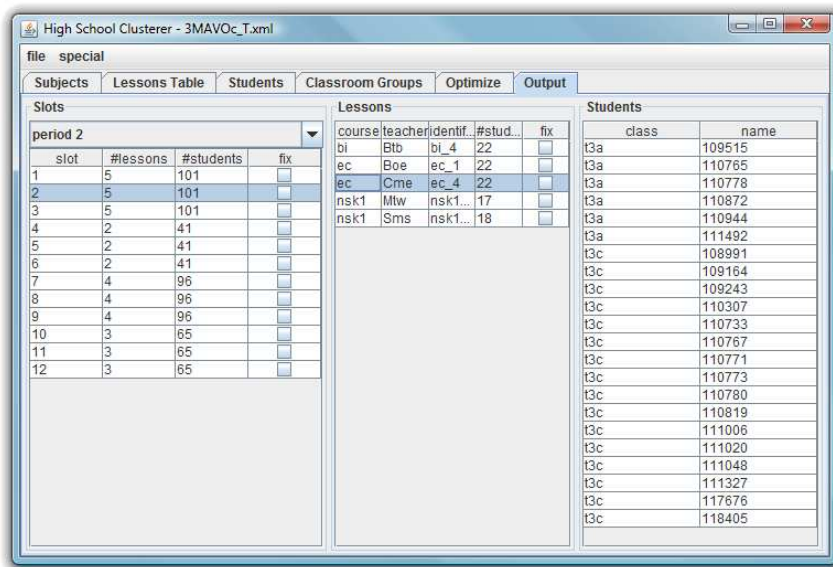 High School Clusterer - 3MAVOc_T.xml
file special
Subjects Lessons Table Students Classroom Groups Optimize Output
Slots
period 2
slot #lessons #students fix
1 5 101
2 5 101
3 5 101
4 2 41
5 2 41
6 2 41
7 4 96
8 4 96
9 4 96
10 3 65
11 3 65
12 3 65
Lessons
course teacher identif... #stud... fix
bi Btb bi_4 22
ec Boe ec_1 22
ec Cme ec_4 22
nsk1 Mtw nsk1... 17
nsk1 Sms nsk1... 18
Students
class name
t3a 109515
t3a 110765
t3a 110778
t3a 110872
t3a 110944
t3a 111492
t3c 108991
t3c 109164
t3c 109243
t3c 110307
t3c 110733
t3c 110767
t3c 110771
t3c 110773
t3c 110780
t3c 110819
t3c 111006
t3c 111020
t3c 111048
t3c 111327
t3c 117676
t3c 118405